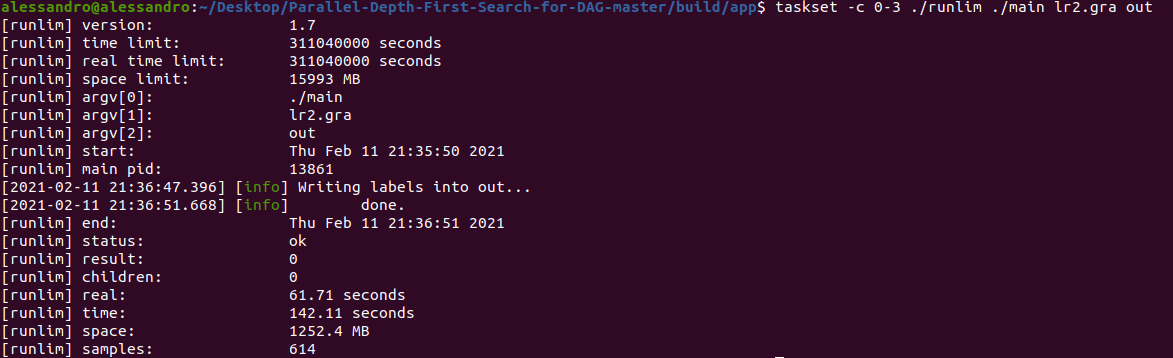 alessandro@alessandro:~/Desktop/Parallel-Depth-First-Search-for-DAG-master/build/app$ taskset -c 0-3 ./runlim ./main lr2.gra out
[runlim] version: 1.7
[runlim] time limit: 311040000 seconds
[runlim] real time limit: 311040000 seconds
[runlim] space limit: 15993 MB
[runlim] argv[0]: ./main
[runlim] argv[1]: lr2.gra
[runlim] argv[2]: out
[runlim] start: Thu Feb 11 21:35:50 2021
[runlim] main pid: 13861
[2021-02-11 21:36:47.396] [info] Writing labels into out...
[2021-02-11 21:36:51.668] [info] done.
[runlim] end: Thu Feb 11 21:36:51 2021
[runlim] status: ok
[runlim] result: 0
[runlim] children: 0
[runlim] real: 61.71 seconds
[runlim] time: 142.11 seconds
[runlim] space: 1252.4 MB
[runlim] samples: 614